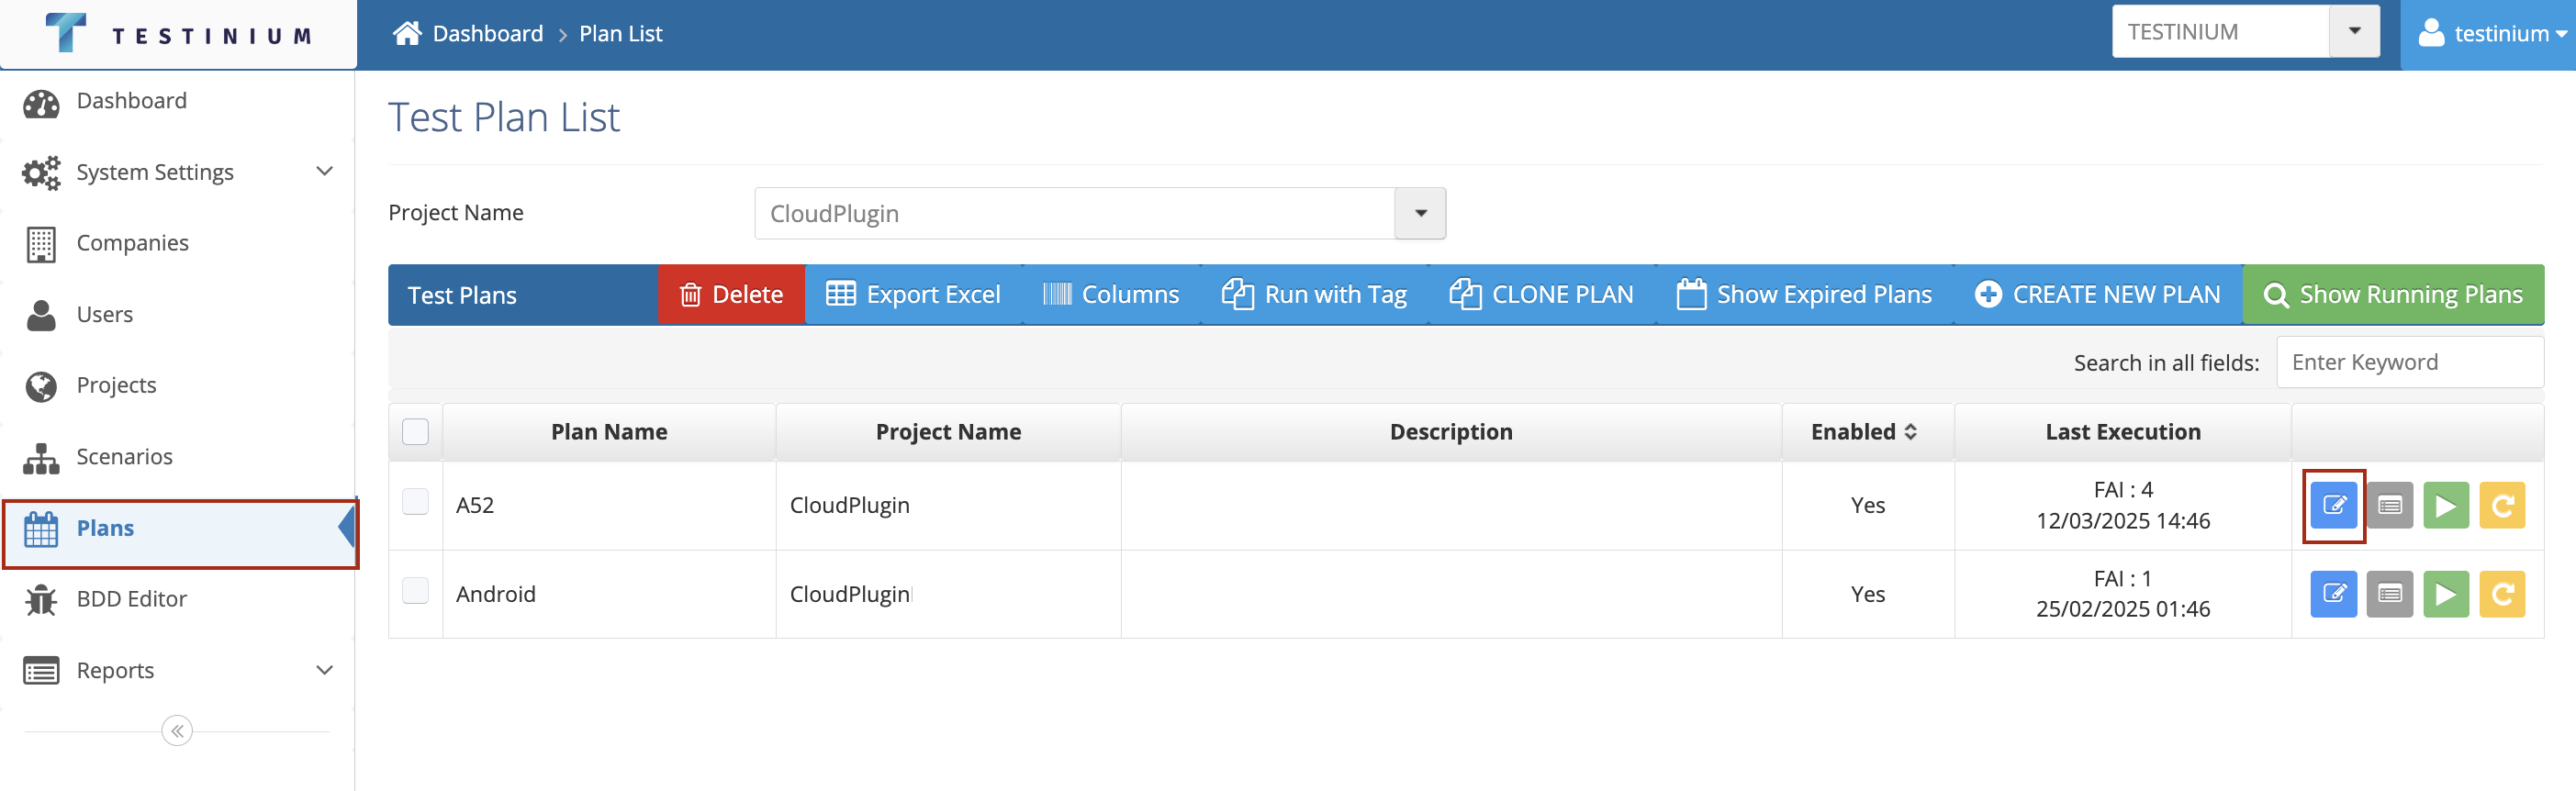 TESTINIUM
Dashboard > Plan List
TESTINIUM
testinium
Dashboard
System Settings
Companies
Users
Projects
Scenarios
Plans
BDD Editor
Reports
Test Plan List
Project Name
CloudPlugin
Test Plans
Delete
Export Excel
Columns
Run with Tag
CLONE PLAN
Show Expired Plans
CREATE NEW PLAN
Show Running Plans
Search in all fields:
Enter Keyword
Plan Name
Project Name
Description
Enabled
Last Execution
A52
CloudPlugin
Yes
FAI : 4
12/03/2025 14:46
Android
CloudPlugin
Yes
FAI : 1
25/02/2025 01:46